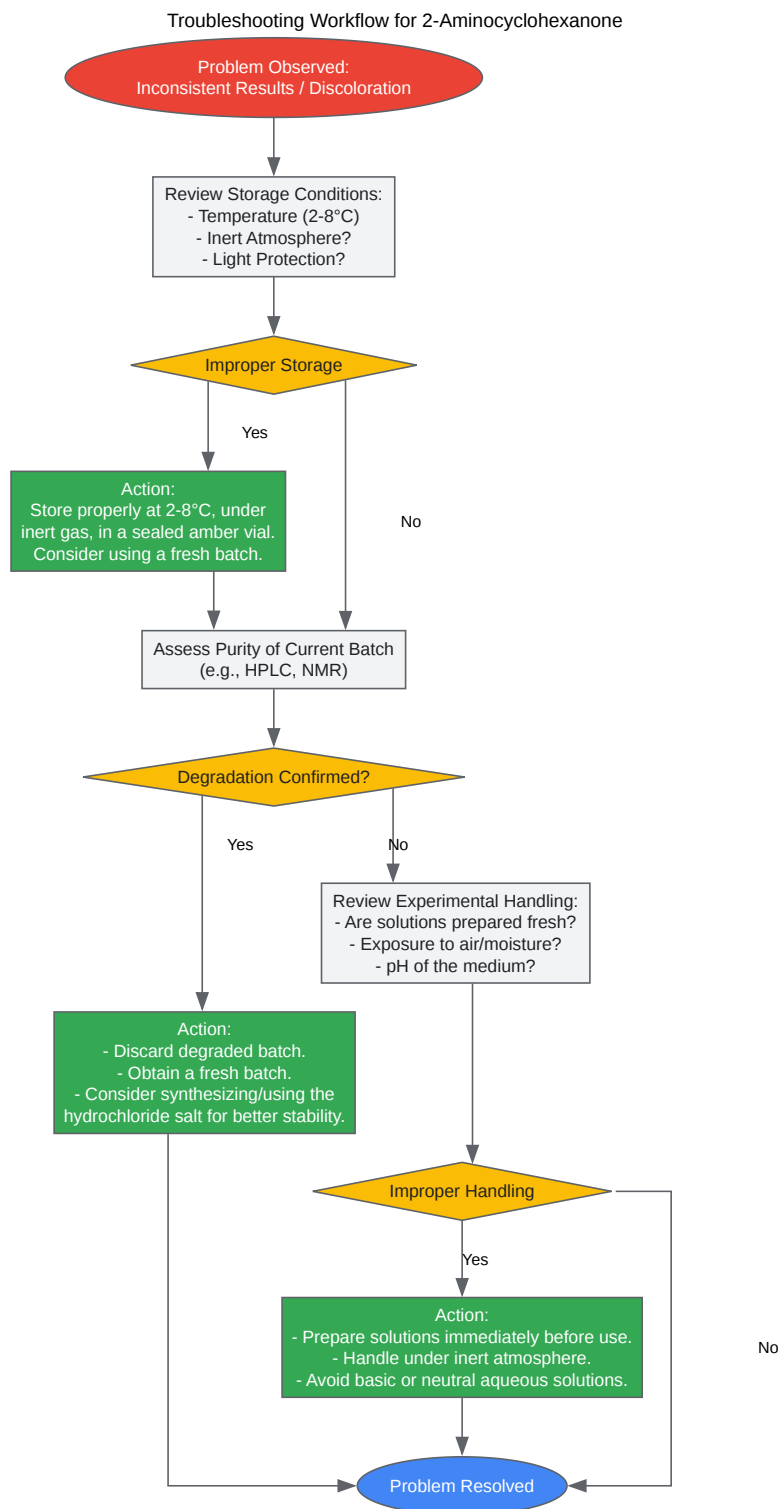 Troubleshooting Workflow for 2-Aminocyclohexanone
Problem Observed:
Inconsistent Results / Discoloration
Review Storage Conditions:
- Temperature (2-8°C)
- Inert Atmosphere?
- Light Protection?
Improper Storage
Yes
No
Action:
Store properly at 2-8°C, under
inert gas, in a sealed amber vial.
Consider using a fresh batch.
Assess Purity of Current Batch
(e.g., HPLC, NMR)
Degradation Confirmed?
Yes
No
Review Experimental Handling:
- Are solutions prepared fresh?
- Exposure to air/moisture?
- pH of the medium?
Action:
- Discard degraded batch.
- Obtain a fresh batch.
- Consider synthesizing/using the
hydrochloride salt for better stability.
Improper Handling
Yes
No
Action:
- Prepare solutions immediately before use.
- Handle under inert atmosphere.
- Avoid basic or neutral aqueous solutions.
Problem Resolved